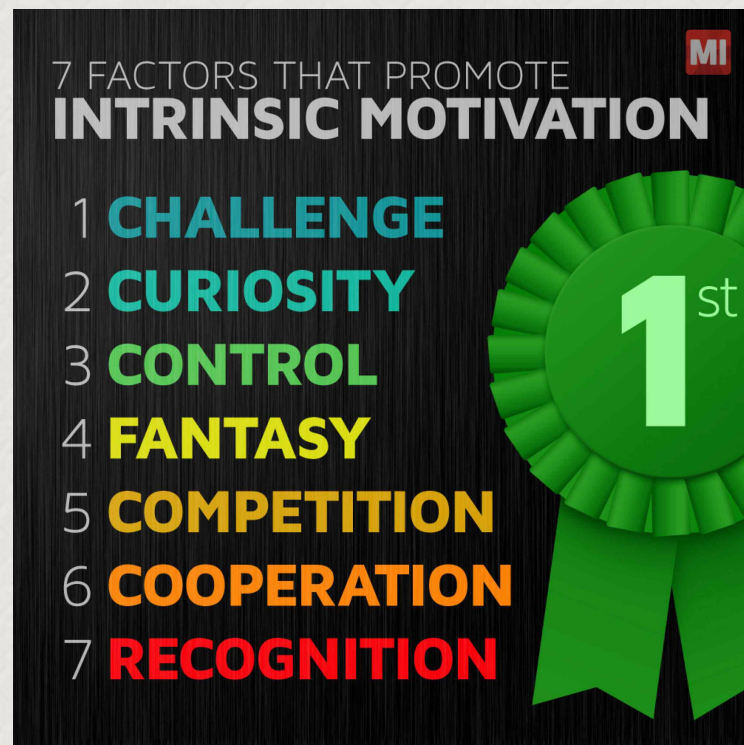 MI
7 FACTORS THAT PROMOTE
INTRINSIC MOTIVATION
1 CHALLENGE
2 CURIOSITY
3 CONTROL
4 FANTASY
5 COMPETITION
6 COOPERATION
7 RECOGNITION
1st